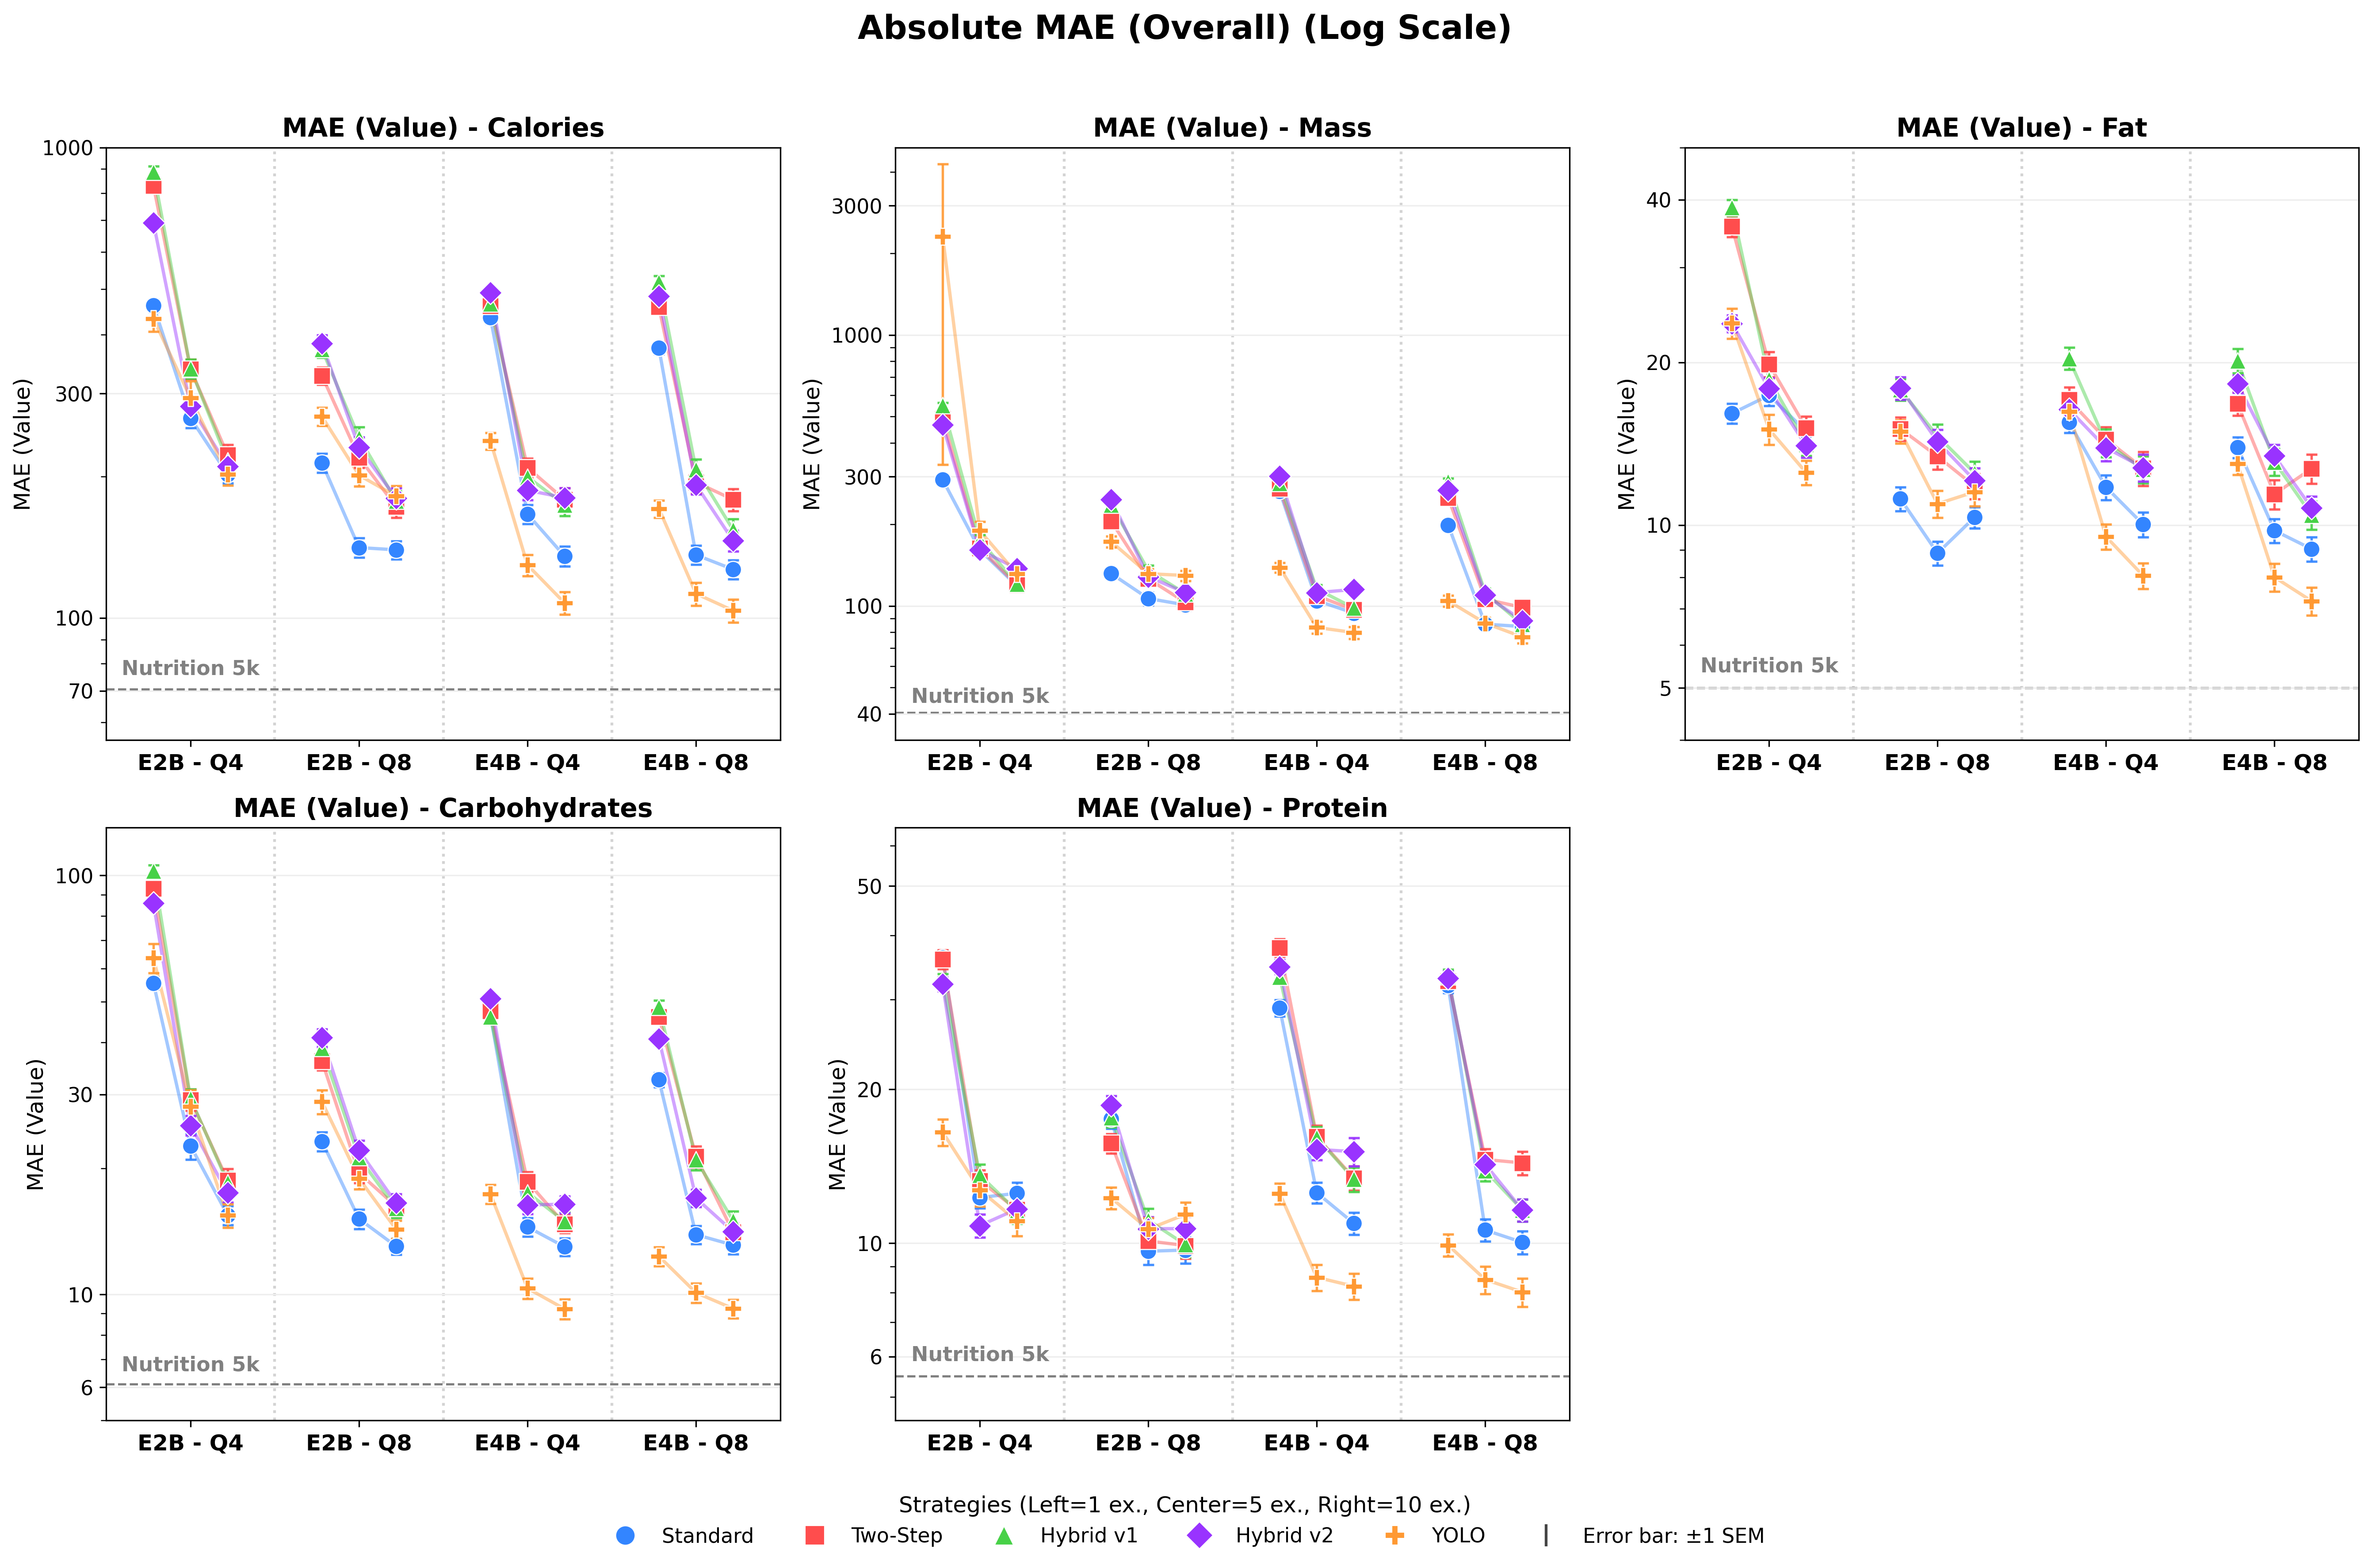 Absolute MAE (Overall) (Log Scale)
MAE (Value) - Calories
MAE (Value)
1000
300
100
70
Nutrition 5k
E2B - Q4
E2B - Q8
E4B - Q4
E4B - Q8
MAE (Value) - Mass
MAE (Value)
3000
1000
300
100
40
Nutrition 5k
E2B - Q4
E2B - Q8
E4B - Q4
E4B - Q8
MAE (Value) - Fat
MAE (Value)
40
20
10
5
Nutrition 5k
E2B - Q4
E2B - Q8
E4B - Q4
E4B - Q8
MAE (Value) - Carbohydrates
MAE (Value)
100
30
10
6
Nutrition 5k
E2B - Q4
E2B - Q8
E4B - Q4
E4B - Q8
MAE (Value) - Protein
MAE (Value)
50
20
10
6
Nutrition 5k
E2B - Q4
E2B - Q8
E4B - Q4
E4B - Q8
Strategies (Left=1 ex., Center=5 ex., Right=10 ex.)
Standard
Two-Step
Hybrid v1
Hybrid v2
YOLO
Error bar: ±1 SEM